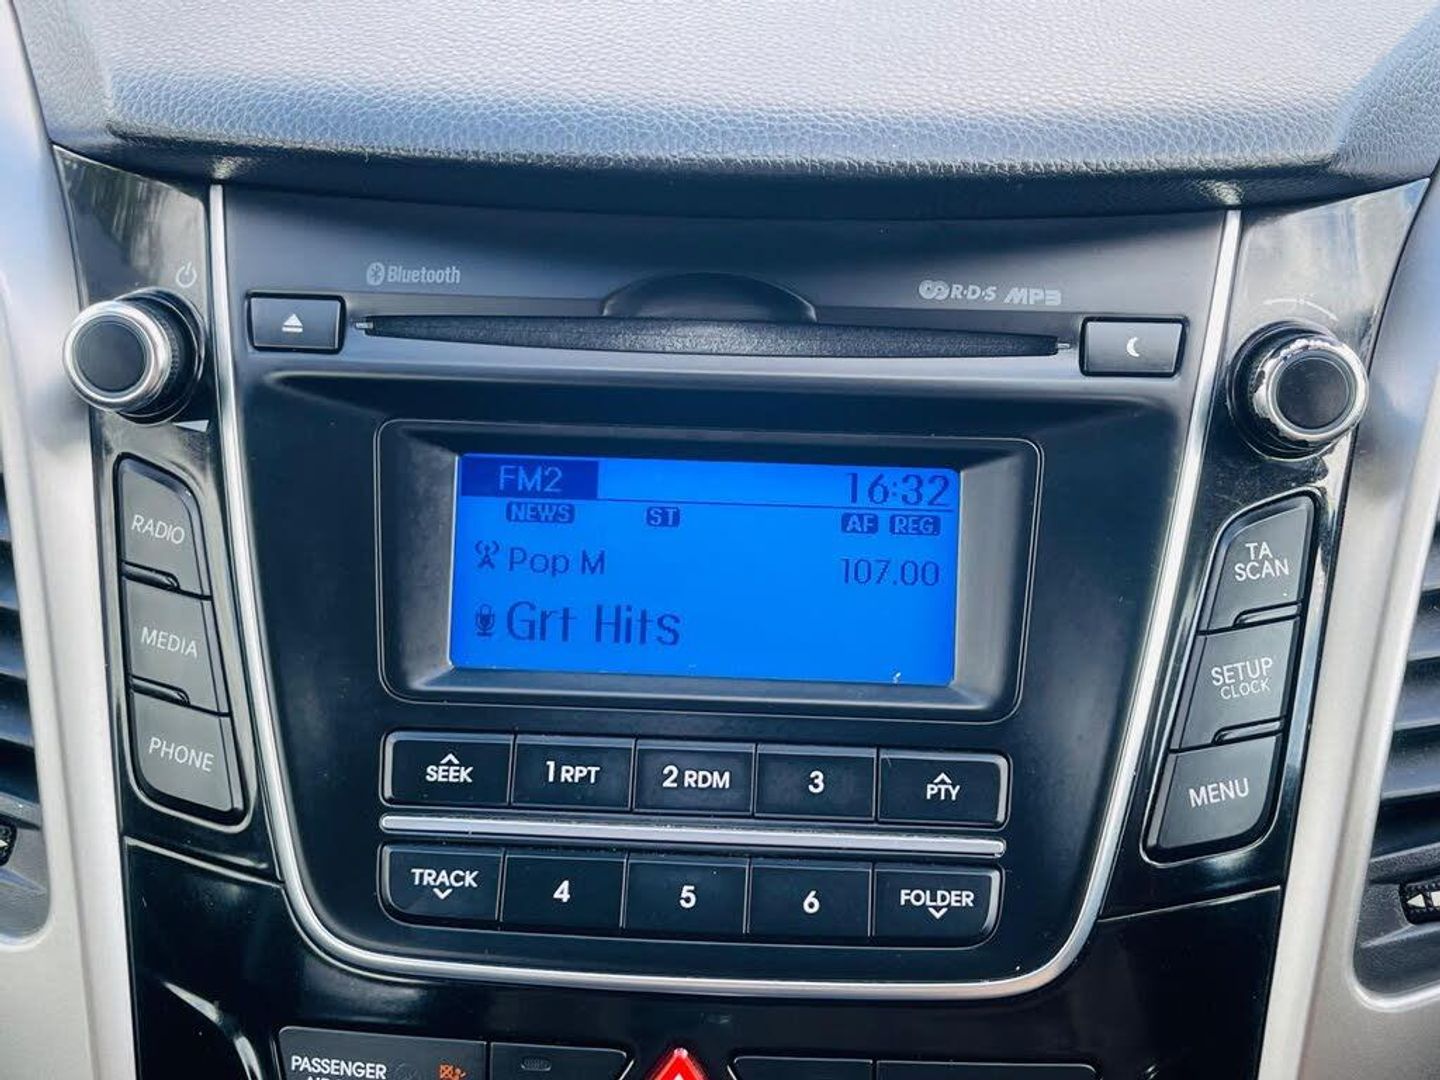 Bluetooth
R·D·S MP3
FM2 16:32
NEWS ST AF REG.
Pop M 107.00
Grt Hits
RADIO
MEDIA
PHONE
TA
SCAN
SETUP
CLOCK
MENU
SEEK 1 RPT 2 RDM 3 PTY
TRACK 4 5 6 FOLDER
PASSENGER